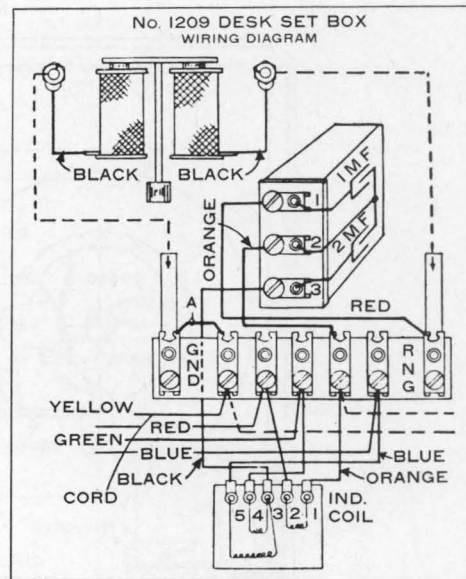 No. 1209 DESK SET BOX
WIRING DIAGRAM
BLACK
BLACK
1 MF
1
2 MF
2
3
ORANGE
RED
A
GND
RNG
YELLOW
RED
GREEN
BLUE
BLUE
CORD
BLACK
ORANGE
5 4 3 2 1
IND.
COIL